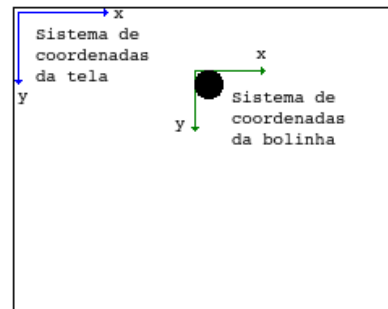 x
Sistema de
coordenadas
da tela
y
x
y
Sistema de
coordenadas
da bolinha